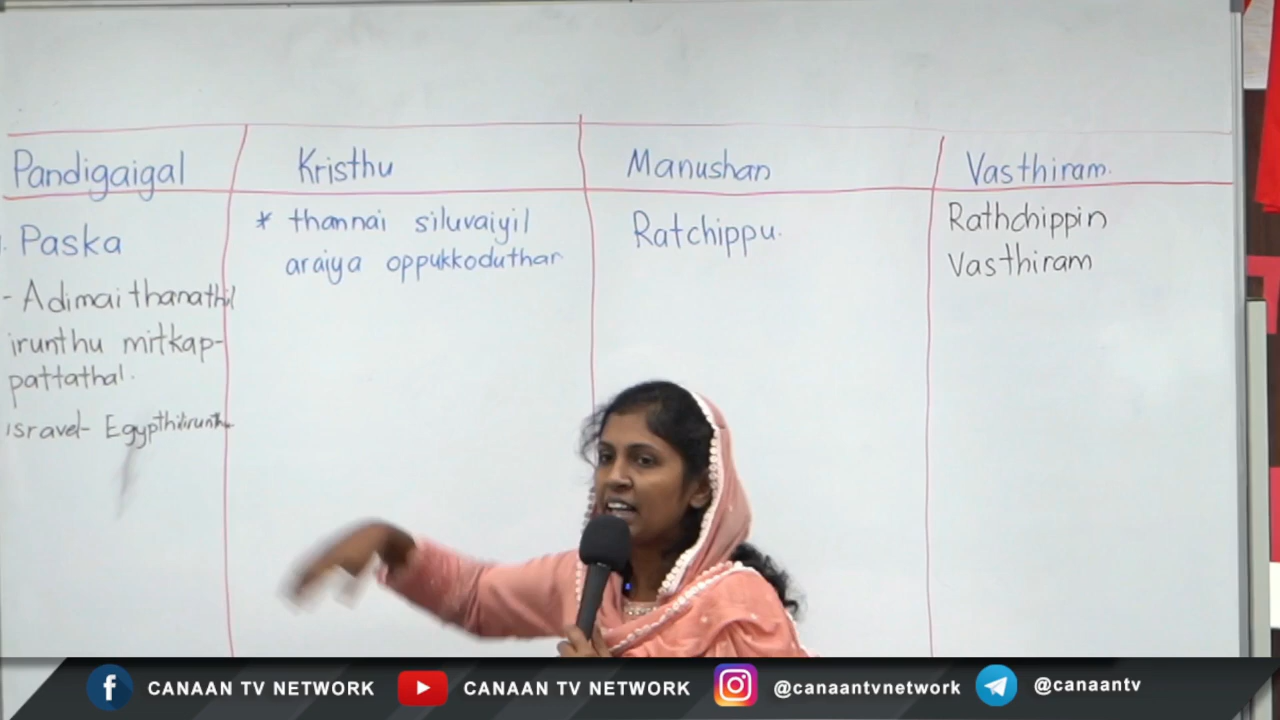 Pandigaigal Kristhu Manushan Vasthiram.
Paska
- Adimaithanathil
irunthu mitkap-
pattathal.
Isravel- Egypthilirunthu
* thannai siluvaiyil
araiya oppukkoduthar
Ratchippu.
Rathchippin
Vasthiram
CANAAN TV NETWORK CANAAN TV NETWORK @canaantvnetwork @canaantv